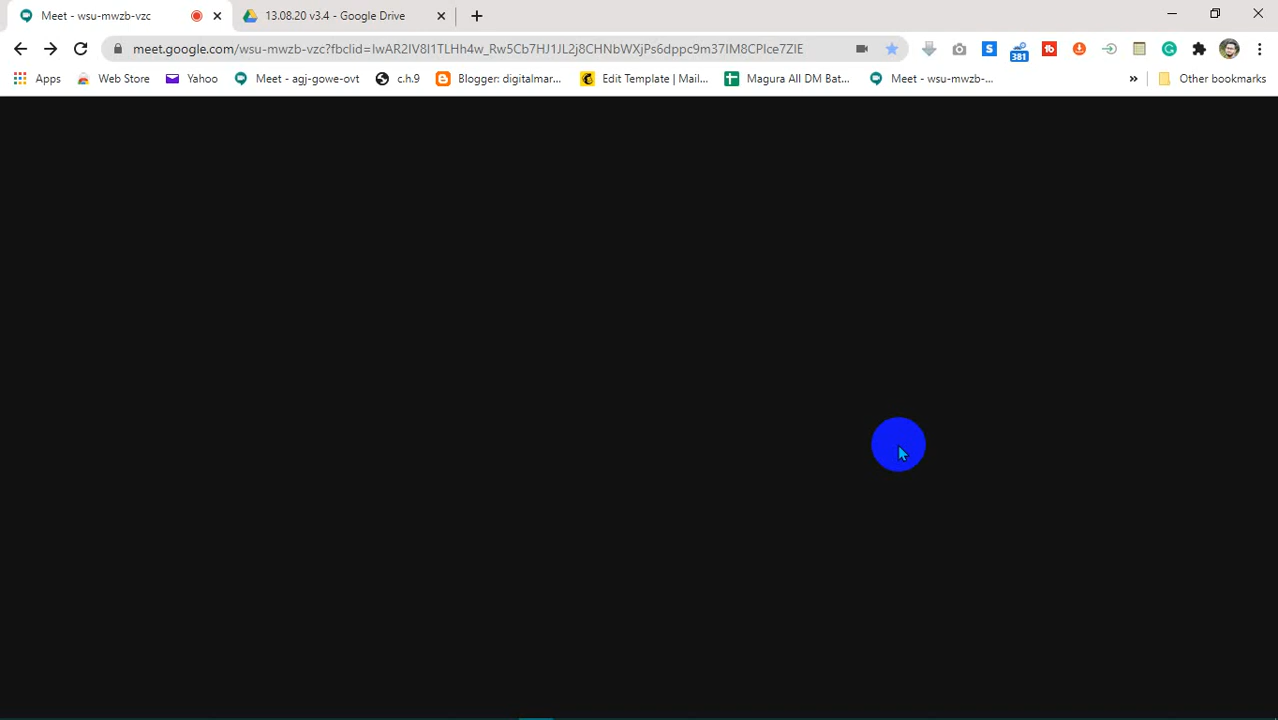 Meet - wsu-mwzb-vzc
13.08.20 v3.4 - Google Drive
meet.google.com/wsu-mwzb-vzc?fbclid=IwAR2IV8I1TLHh4w_Rw5Cb7HJ1JL2j8CHNbWXjPs6dppc9m37IM8CPIce7ZIE
381
Apps Web Store Yahoo Meet - agj-gowe-ovt c.h.9 Blogger: digitalmar... Edit Template | Mail... Magura All DM Bat... Meet - wsu-mwzb-... » Other bookmarks